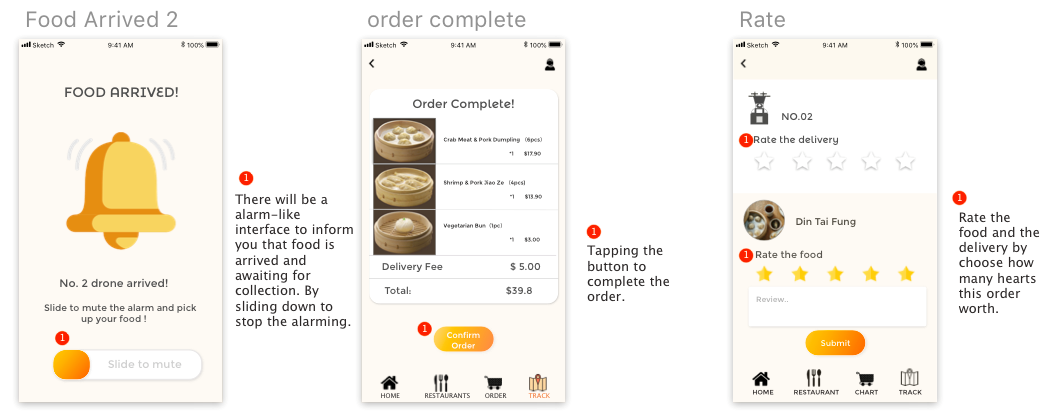 Food Arrived 2
Sketch 9:41 AM 100%
FOOD ARRIVED!
No. 2 drone arrived!
Slide to mute the alarm and pick
up your food !
1
Slide to mute
1
There will be a
alarm-like
interface to inform
you that food is
arrived and
awaiting for
collection. By
sliding down to
stop the alarming.
order complete
Sketch 9:41 AM 100%
Order Complete!
Crab Meat & Pork Dumpling (6pcs)
*1 $17.90
Shrimp & Pork Jiao Ze (4pcs)
*1 $13.90
Vegetarian Bun (1pc)
*1 $3.00
Delivery Fee $ 5.00
Total: $39.8
1
Confirm
Order
HOME RESTAURANTS ORDER TRACK
1
Tapping the
button to
complete the
order.
Rate
Sketch 9:41 AM 100%
NO.02
1 Rate the delivery
Din Tai Fung
1 Rate the food
Review..
Submit
HOME RESTAURANT CHART TRACK
1
Rate the
food and the
delivery by
choose how
many hearts
this order
worth.